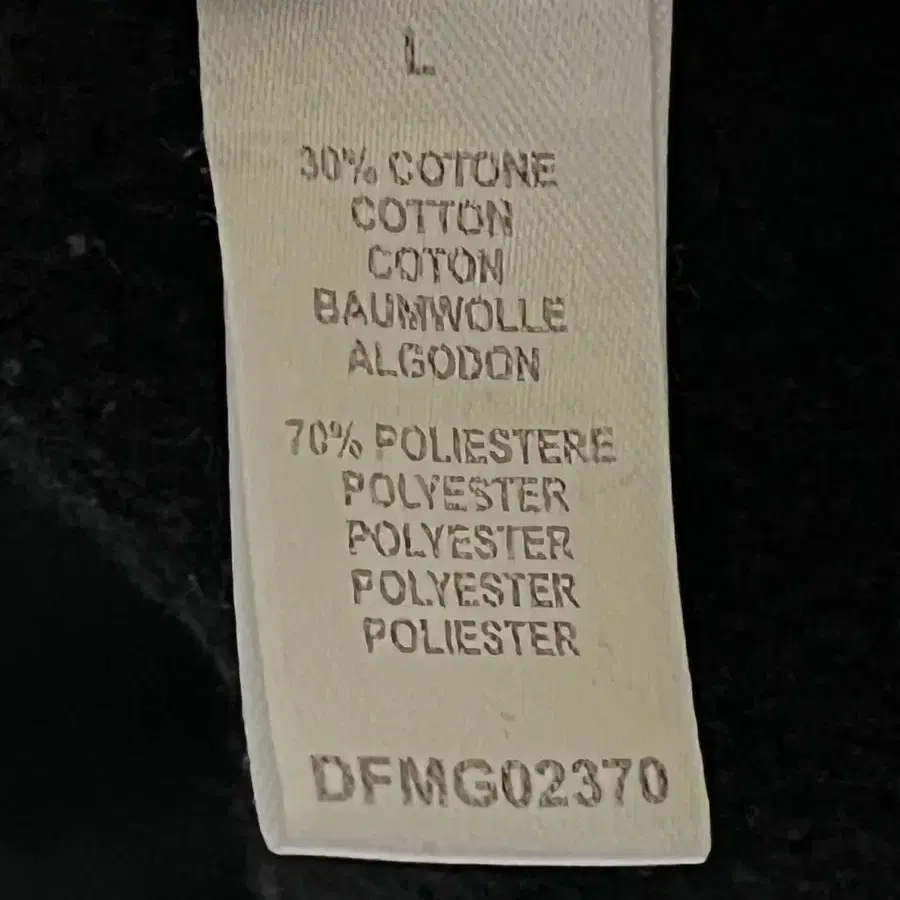 L
30% COTONE
COTTON
COTON
BAUMWOLLE
ALGODON
70% POLIESTERE
POLYESTER
POLYESTER
POLYESTER
POLIESTER
DFMG02370